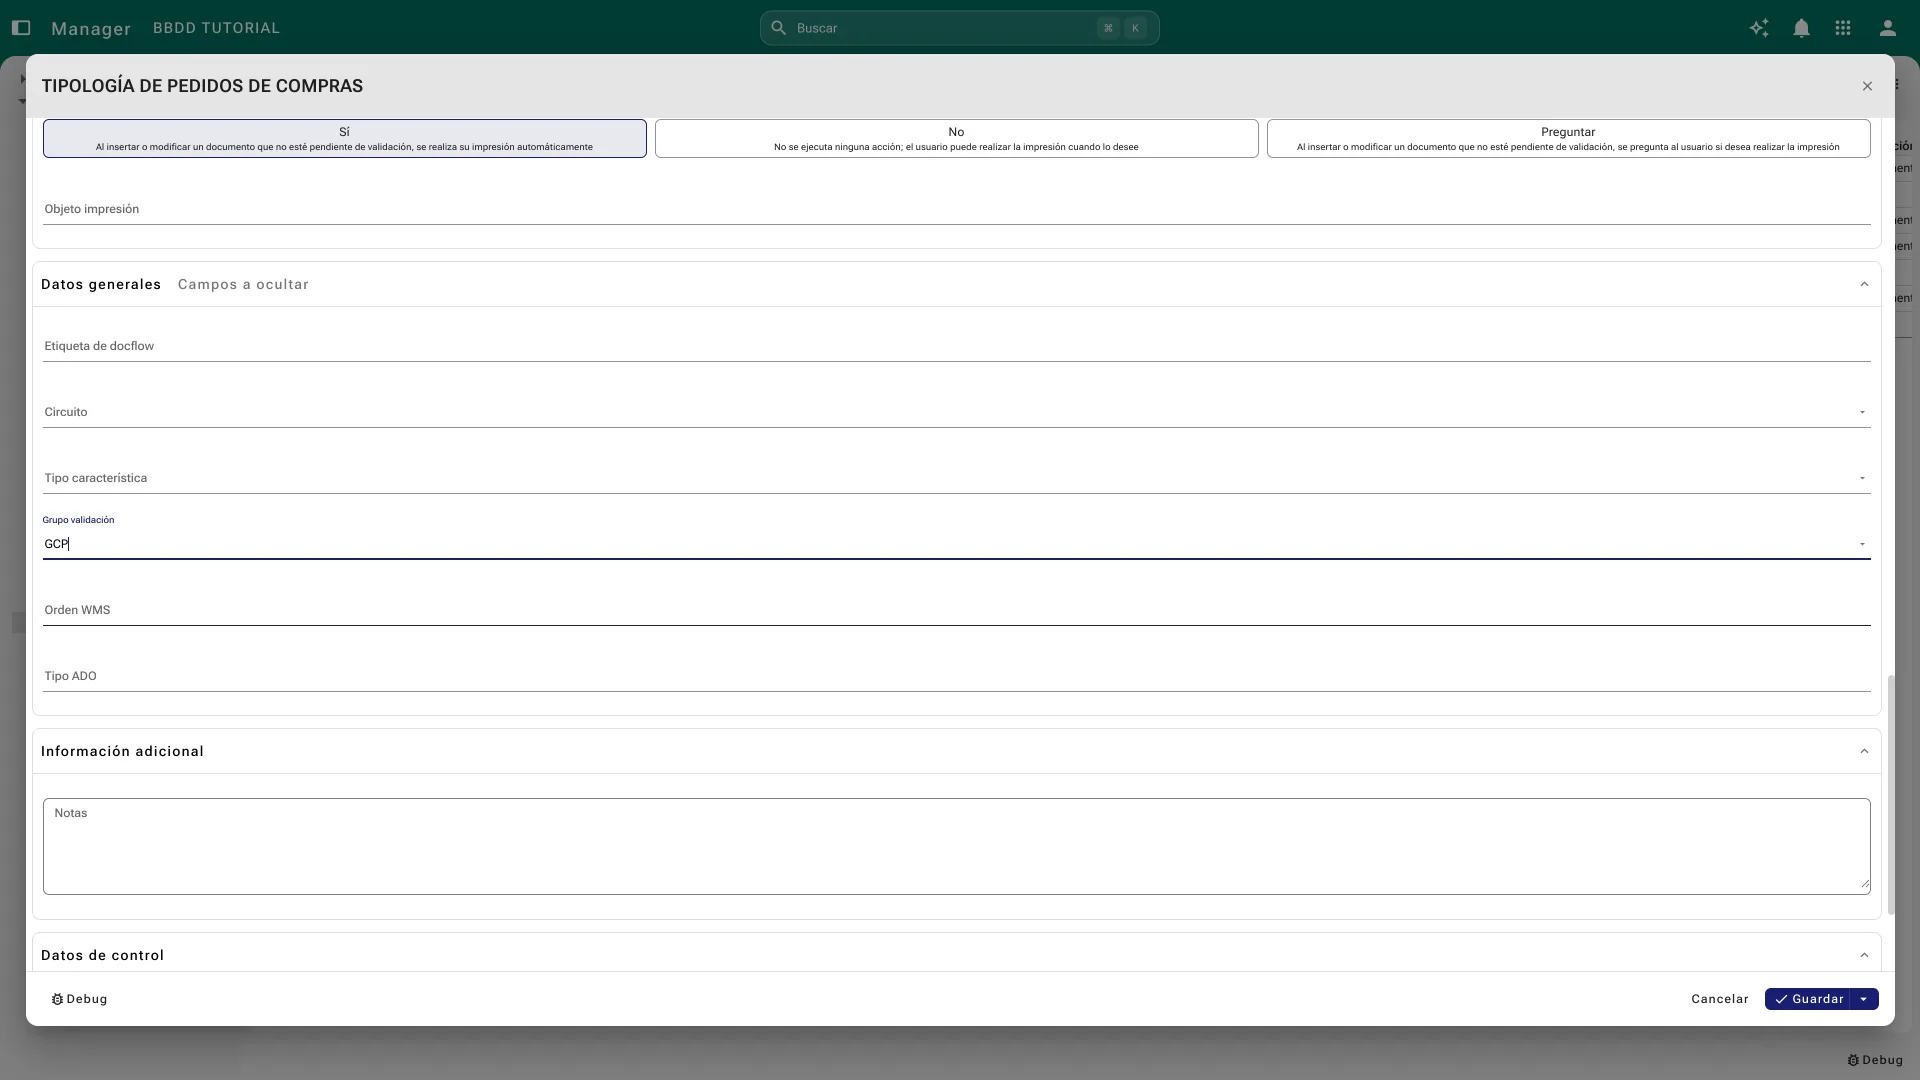 Manager
BBDD TUTORIAL
Buscar
⌘ K
TIPOLOGÍA DE PEDIDOS DE COMPRAS
Sí
Al insertar o modificar un documento que no esté pendiente de validación, se realiza su impresión automáticamente
No
No se ejecuta ninguna acción; el usuario puede realizar la impresión cuando lo desee
Preguntar
Al insertar o modificar un documento que no esté pendiente de validación, se pregunta al usuario si desea realizar la impresión
Objeto impresión
Datos generales
Campos a ocultar
Etiqueta de docflow
Circuito
Tipo característica
Grupo validación
GCP
Orden WMS
Tipo ADO
Información adicional
Notas
Datos de control
Debug
Cancelar
Guardar
Debug